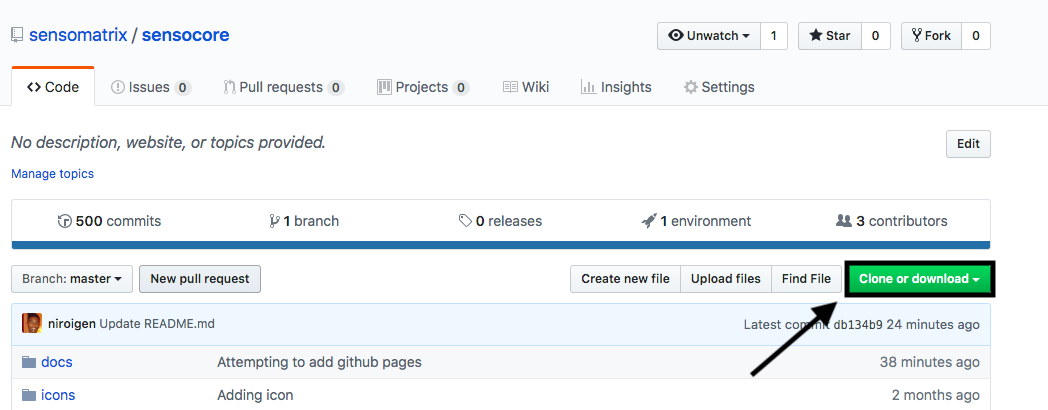 sensomatrix / sensocore Unwatch 1 Star 0 Fork 0
Code Issues 0 Pull requests 0 Projects 0 Wiki Insights Settings
No description, website, or topics provided. Edit
Manage topics
500 commits 1 branch 0 releases 1 environment 3 contributors
Branch: master New pull request Create new file Upload files Find File Clone or download
niroigen Update README.md Latest commit db134b9 24 minutes ago
docs Attempting to add github pages 38 minutes ago
icons Adding icon 2 months ago